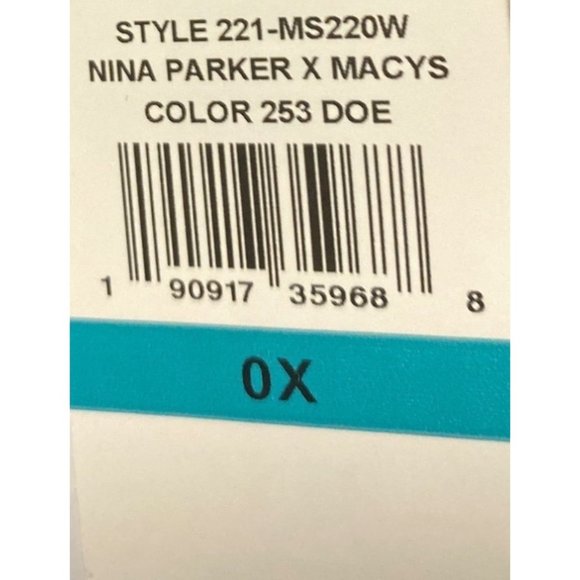 STYLE 221-MS220W
NINA PARKER X MACYS
COLOR 253 DOE
1 90917 35968 8
0X